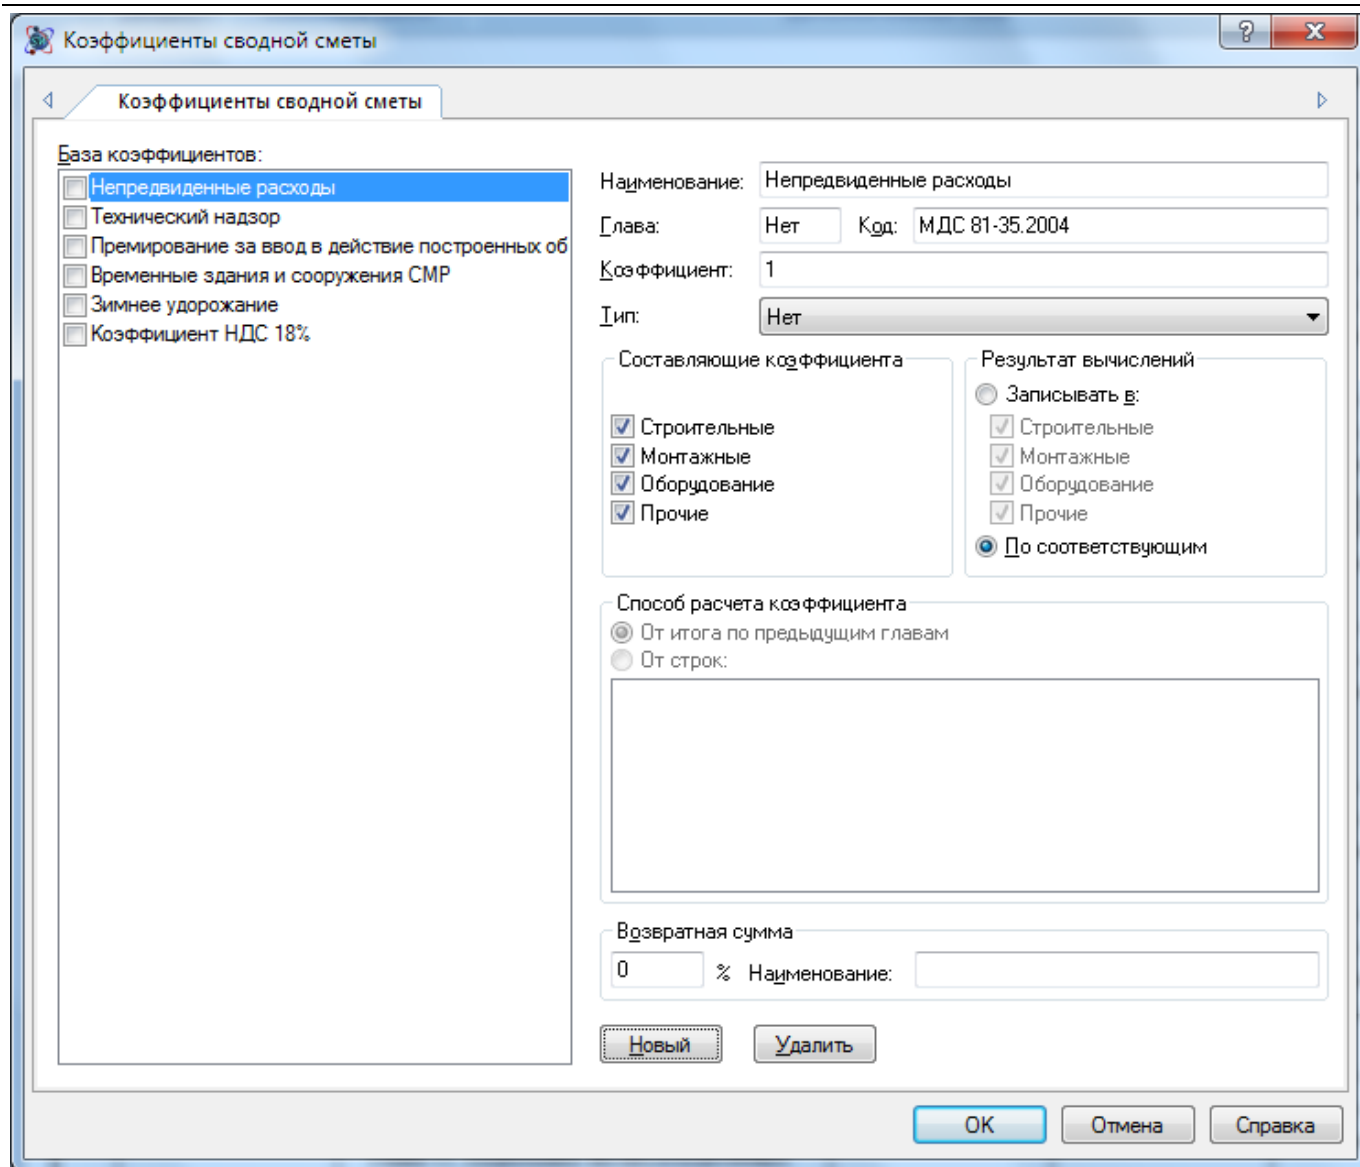 Коэффициенты сводной сметы
Коэффициенты сводной сметы
База коэффициентов:
Непредвиденные расходы
Технический надзор
Премирование за ввод в действие построенных об
Временные здания и сооружения СМР
Зимнее удорожание
Коэффициент НДС 18%
Наименование: Непредвиденные расходы
Глава: Нет Код: МДС 81-35.2004
Коэффициент: 1
Тип: Нет
Составляющие коэффициента
Строительные
Монтажные
Оборудование
Прочие
Результат вычислений
Записывать в:
Строительные
Монтажные
Оборудование
Прочие
По соответствующим
Способ расчета коэффициента
От итога по предыдущим главам
От строк:
Возвратная сумма
0 % Наименование:
Новый Удалить
OK Отмена Справка